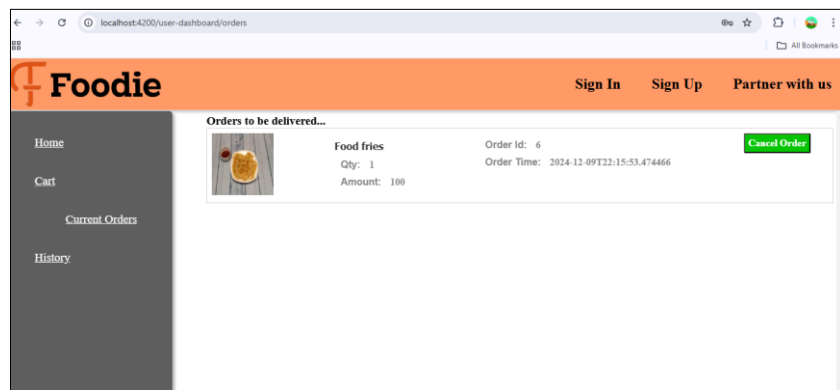 localhost:4200/user-dashboard/orders
All Bookmarks
Foodie
Sign In
Sign Up
Partner with us
Home
Cart
Current Orders
History
Orders to be delivered...
Food fries
Qty: 1
Amount: 100
Order Id: 6
Order Time: 2024-12-09T22:15:53.474466
Cancel Order